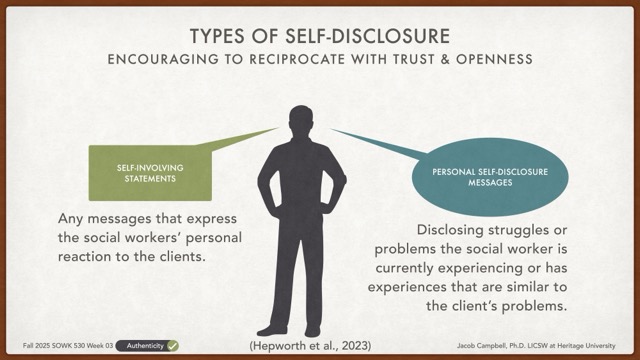 TYPES OF SELF-DISCLOSURE
ENCOURAGING TO RECIPROCATE WITH TRUST & OPENNESS
SELF-INVOLVING
STATEMENTS
Any messages that express
the social workers' personal
reaction to the clients.
PERSONAL SELF-DISCLOSURE
MESSAGES
Disclosing struggles or
problems the social worker is
currently experiencing or has
experiences that are similar to
the client's problems.
Fall 2025 SOWK 530 Week 03 Authenticity
(Hepworth et al., 2023)
Jacob Campbell, Ph.D. LICSW at Heritage University